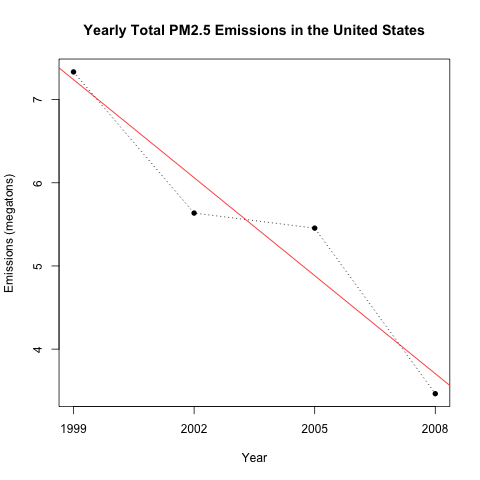 Yearly Total PM2.5 Emissions in the United States
7
6
5
4
Emissions (megatons)
1999 2002 2005 2008
Year